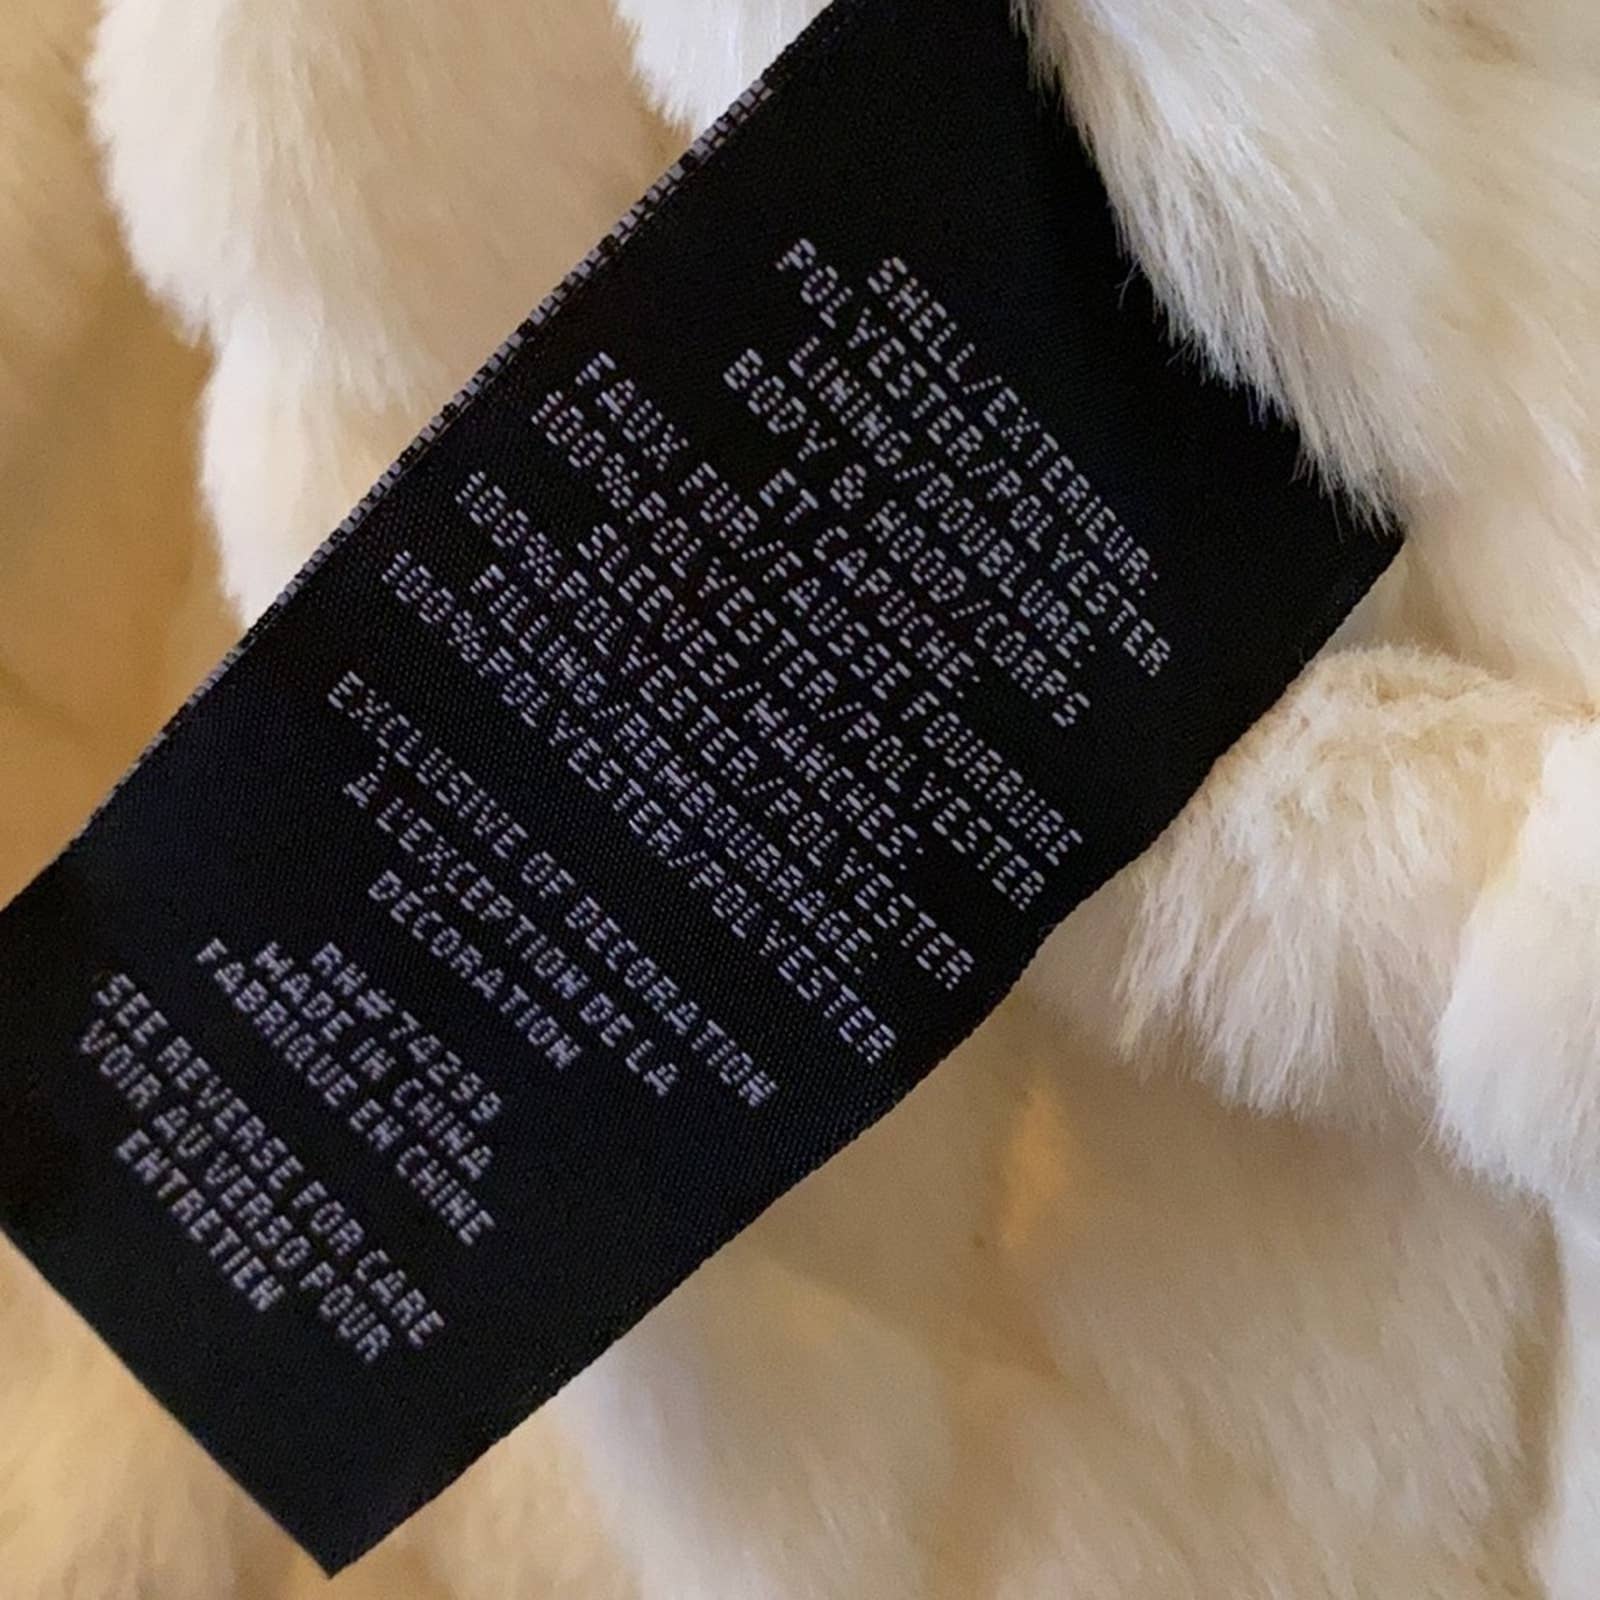 SHELL/EXTERIEUR:
POLYESTER/POLYESTER
LINING/DOUBLURE:
BODY & HOOD/CORPS
ET CAPUCHE:
FAUX FUR/FAUSSE FOURRURE
100%POLYESTER/POLYESTER
SLEEVES/MANCHES:
100%POLYESTER/POLYESTER
FILLING/REMBOURRAGE:
100%POLYESTER/POLYESTER
EXCLUSIVE OF DECORATION
À L'EXCEPTION DE LA
DÉCORATION
RN#74299
MADE IN CHINA
FABRIQUE EN CHINE
SEE REVERSE FOR CARE
VOIR AU VERSO POUR
ENTRETIEN